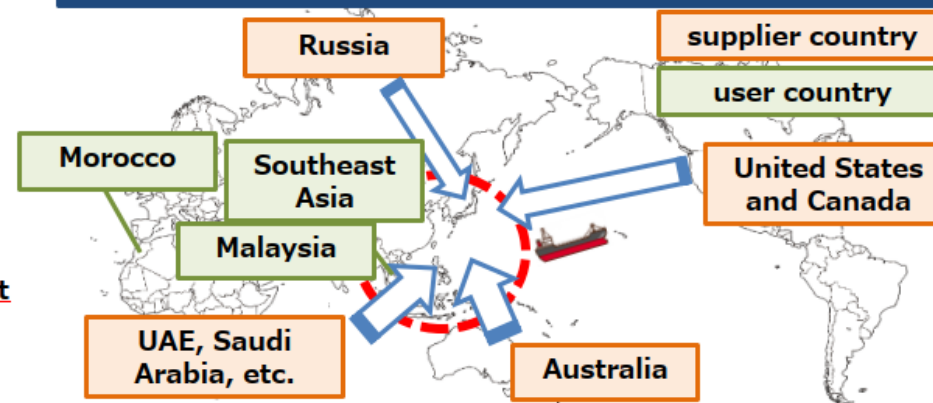 Russia
supplier country
user country
Morocco
Southeast
Asia
United States
and Canada
Malaysia
t
UAE, Saudi
Arabia, etc.
Australia